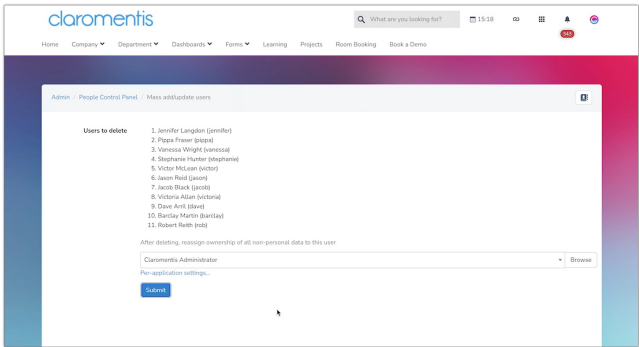 claromentis
What are you looking for?
15:18
543
Home Company Department Dashboards Forms Learning Projects Room Booking Book a Demo
Admin / People Control Panel / Mass add/update users
Users to delete
1. Jennifer Langdon (jennifer)
2. Pippa Fraser (pippa)
3. Vanessa Wright (vanessa)
4. Stephanie Hunter (stephanie)
5. Victor McLean (victor)
6. Jason Reid (jason)
7. Jacob Black (jacob)
8. Victoria Allan (victoria)
9. Dave Arril (dave)
10. Barclay Martin (barclay)
11. Robert Reith (rob)
After deleting, reassign ownership of all non-personal data to this user
Claromentis Administrator
Browse
Per-application settings...
Submit